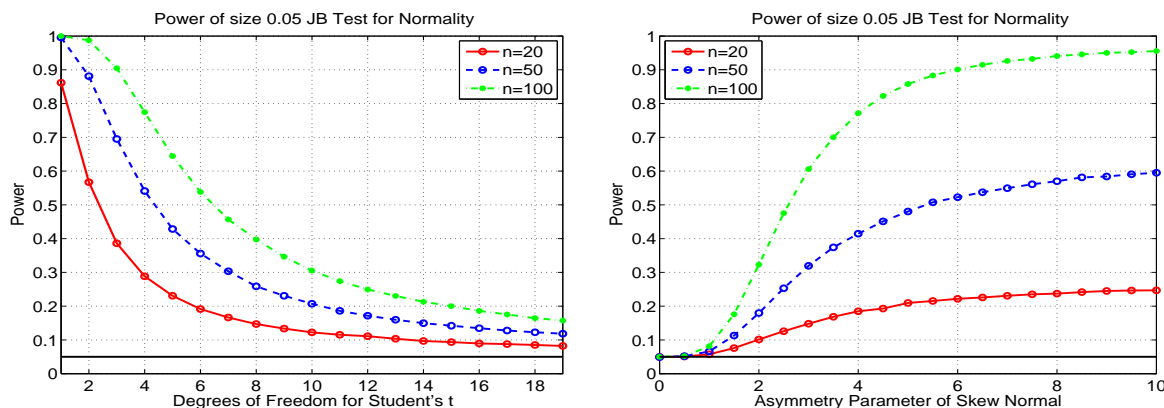 Power of size 0.05 JB Test for Normality
1
0.9
0.8
0.7
0.6
0.5
0.4
0.3
0.2
0.1
0
Power
n=20
n=50
n=100
2 4 6 8 10 12 14 16 18
Degrees of Freedom for Student's t
Power of size 0.05 JB Test for Normality
1
0.9
0.8
0.7
0.6
0.5
0.4
0.3
0.2
0.1
0
Power
n=20
n=50
n=100
0 2 4 6 8 10
Asymmetry Parameter of Skew Normal